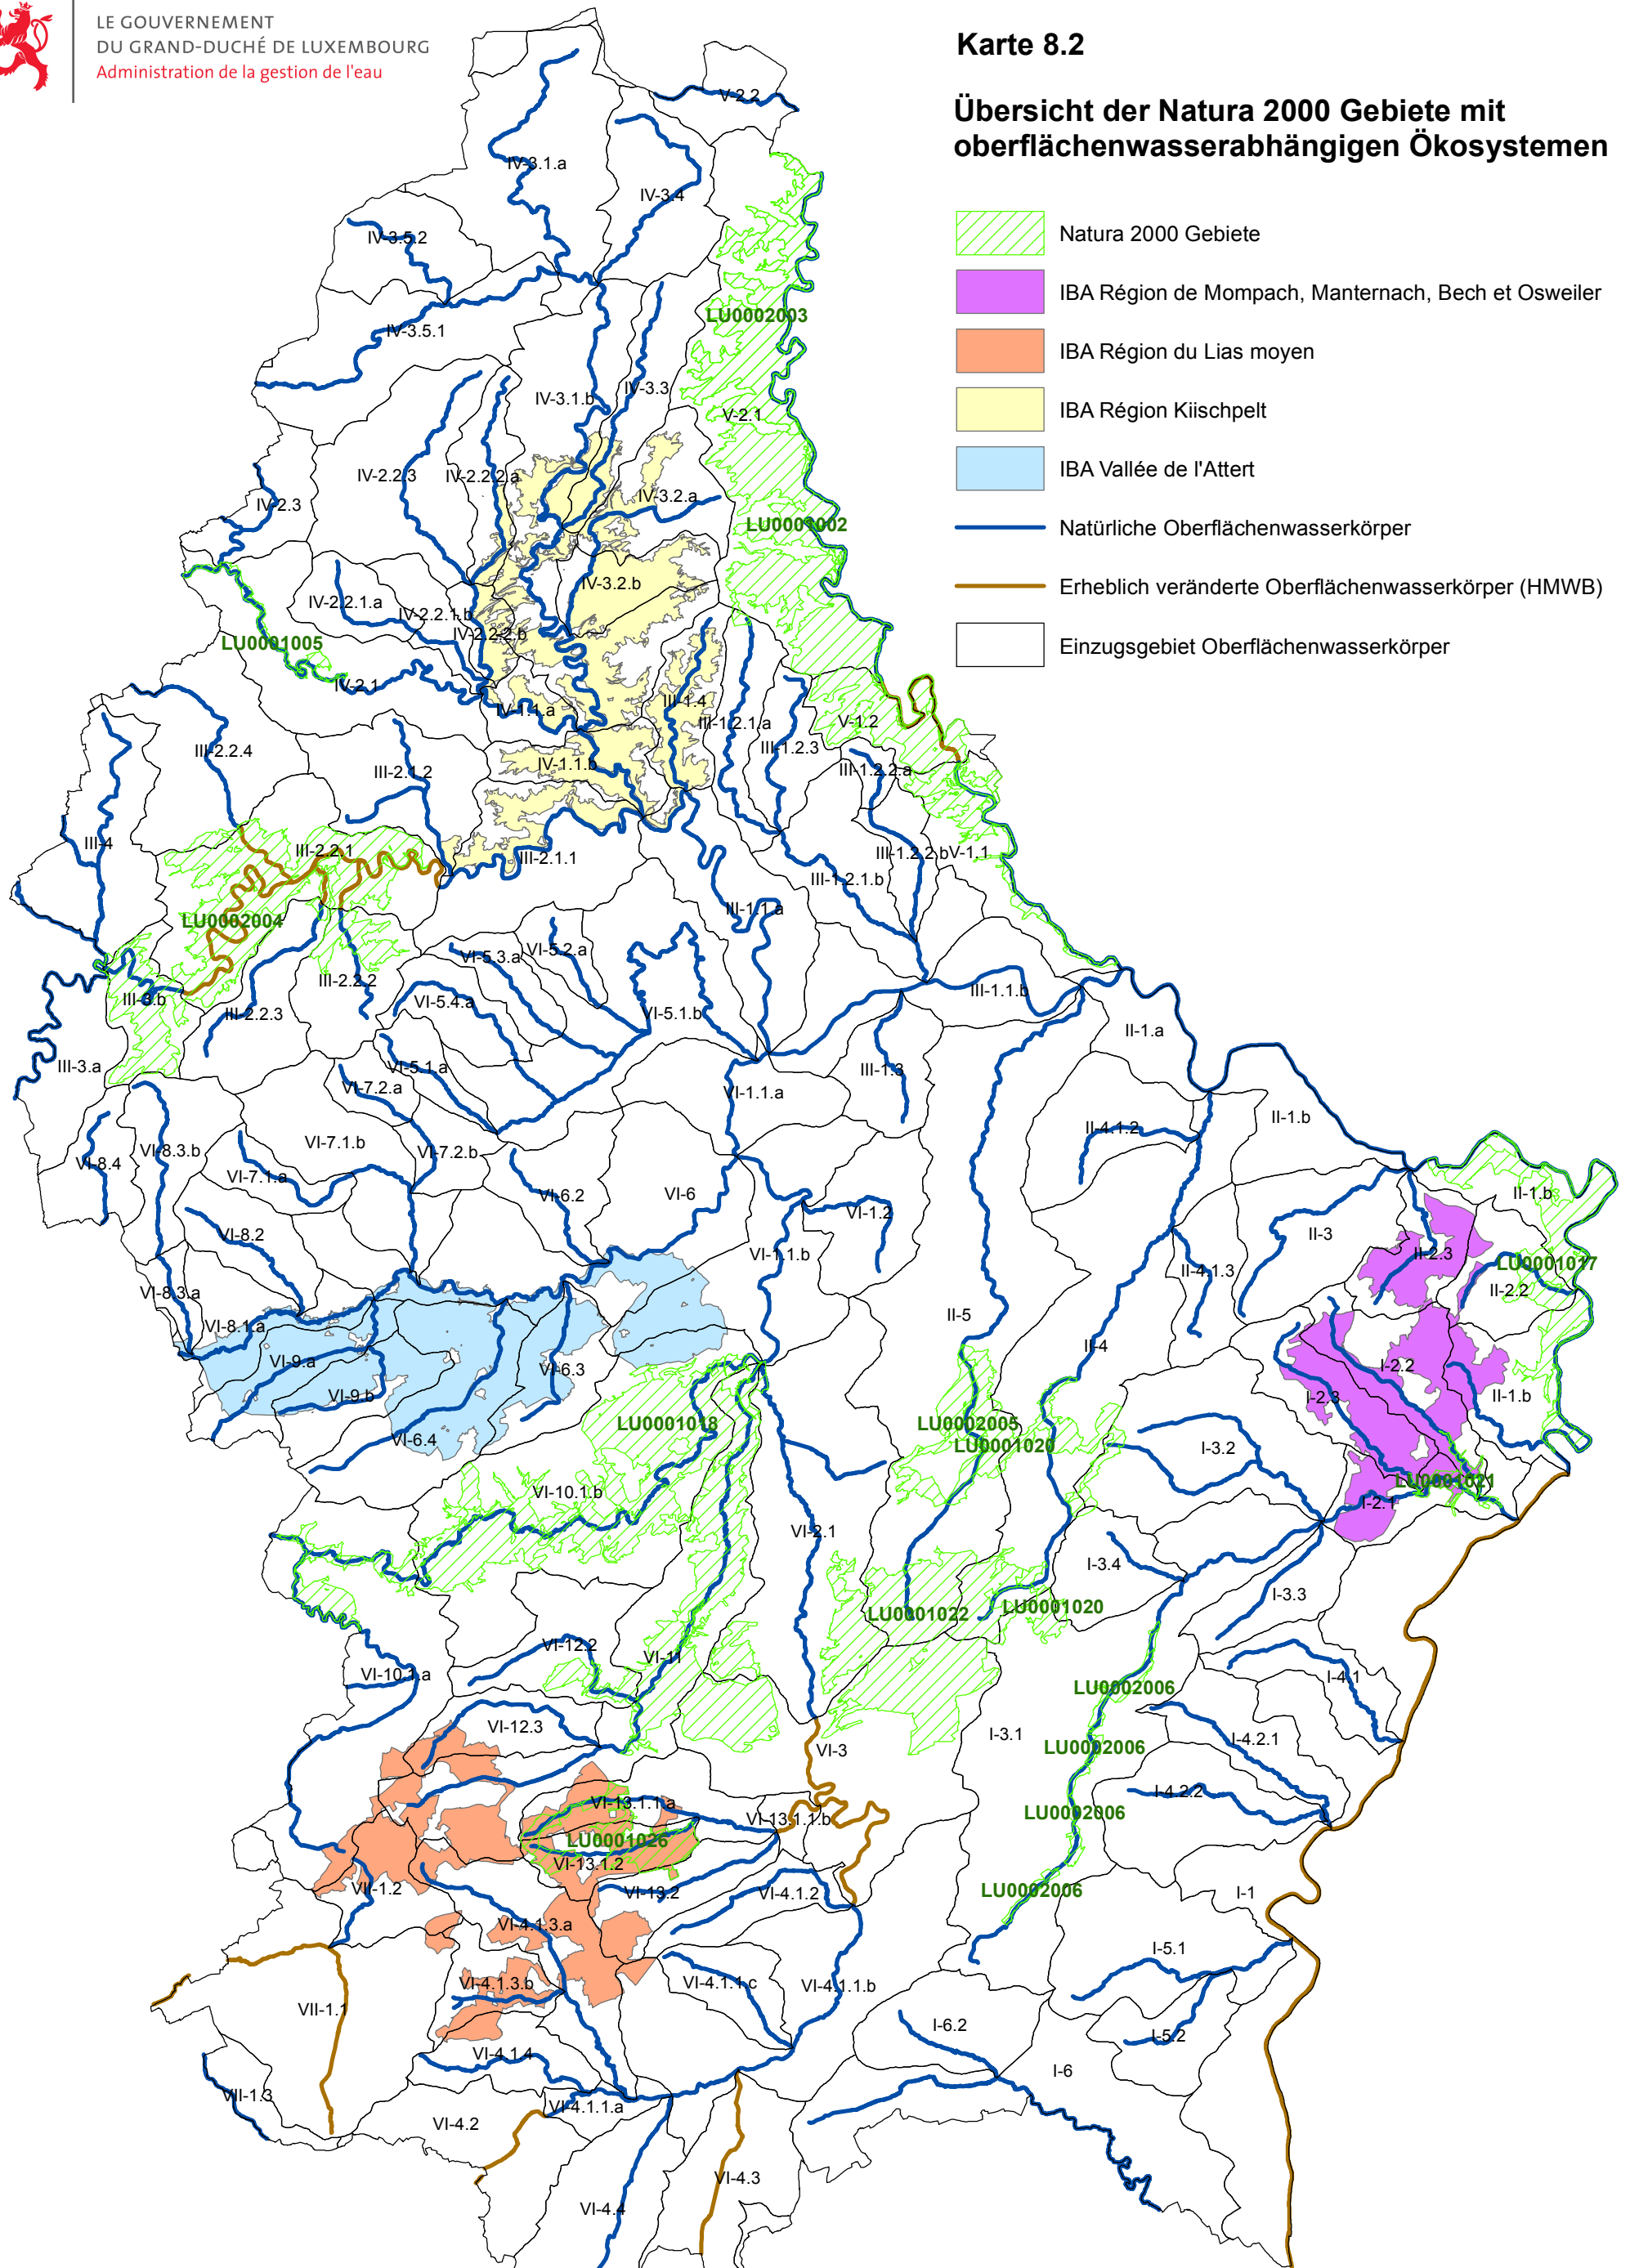 LE GOUVERNEMENT
DU GRAND-DUCHÉ DE LUXEMBOURG
Administration de la gestion de l'eau
Karte 8.2
Übersicht der Natura 2000 Gebiete mit
oberflächenwasserabhängigen Ökosystemen
Natura 2000 Gebiete
IBA Région de Mompach, Manternach, Bech et Osweiler
IBA Région du Lias moyen
IBA Région Kiischpelt
IBA Vallée de l'Attert
Natürliche Oberflächenwasserkörper
Erheblich veränderte Oberflächenwasserkörper (HMWB)
Einzugsgebiet Oberflächenwasserkörper
V-2.2
IV-3.1.a
IV-3.4
IV-3.5.2
LU0002003
IV-3.5.1
IV-3.3
IV-3.1.b
V-2.1
IV-2.2.3
IV-2.2.2.a
IV-3.2.a
IV-2.3
LU0001002
IV-3.2.b
IV-2.2.1.a
IV-2.2.1.b
IV-2.2.2.b
LU0001005
IV-2.1
III-1.4
IV-1.1.a
III-1.2.1.a
V-1.2
III-2.2.4
III-1.2.3
IV-1.1.b
III-2.1.2
III-1.2.2.a
III-4
III-2.2.1
III-2.1.1
III-1.2.2.b
V-1.1
III-1.2.1.b
III-1.1.a
LU0002004
VI-5.2.a
VI-5.3.a
III-2.2.2
III-1.1.b
III-3.b
VI-5.4.a
III-2.2.3
VI-5.1.b
II-1.a
III-3.a
VI-5.1.a
III-1.3
VI-7.2.a
VI-1.1.a
II-1.b
II-4.1.2
VI-7.1.b
VI-8.3.b
VI-7.2.b
VI-8.4
VI-7.1.a
VI-6.2
VI-6
II-1.b
VI-1.2
VI-8.2
II-3
VI-1.1.b
II-2.3
LU0001017
II-4.1.3
II-2.2
VI-8.3.a
II-5
VI-8.1.a
II-4
VI-9.a
I-2.2
VI-6.3
VI-9.b
I-2.3
II-1.b
LU0001018
LU0002005
VI-6.4
LU0001020
I-3.2
LU0001021
VI-10.1.b
I-2.1
VI-2.1
I-3.4
I-3.3
LU0001022
LU0001020
VI-12.2
VI-11
VI-10.1.a
I-4.1
LU0002006
VI-12.3
I-3.1
I-4.2.1
LU0002006
VI-3
I-4.2.2
VI-13.1.1.a
LU0002006
VI-13.1.1.b
LU0001026
VI-13.1.2
VII-1.2
LU0002006
VI-13.2
VI-4.1.2
I-1
VI-4.1.3.a
I-5.1
VI-4.1.3.b
VI-4.1.1.c
VI-4.1.1.b
VII-1.1
I-6.2
I-5.2
VI-4.1.4
I-6
VII-1.3
VI-4.1.1.a
VI-4.2
VI-4.3
VI-4.4